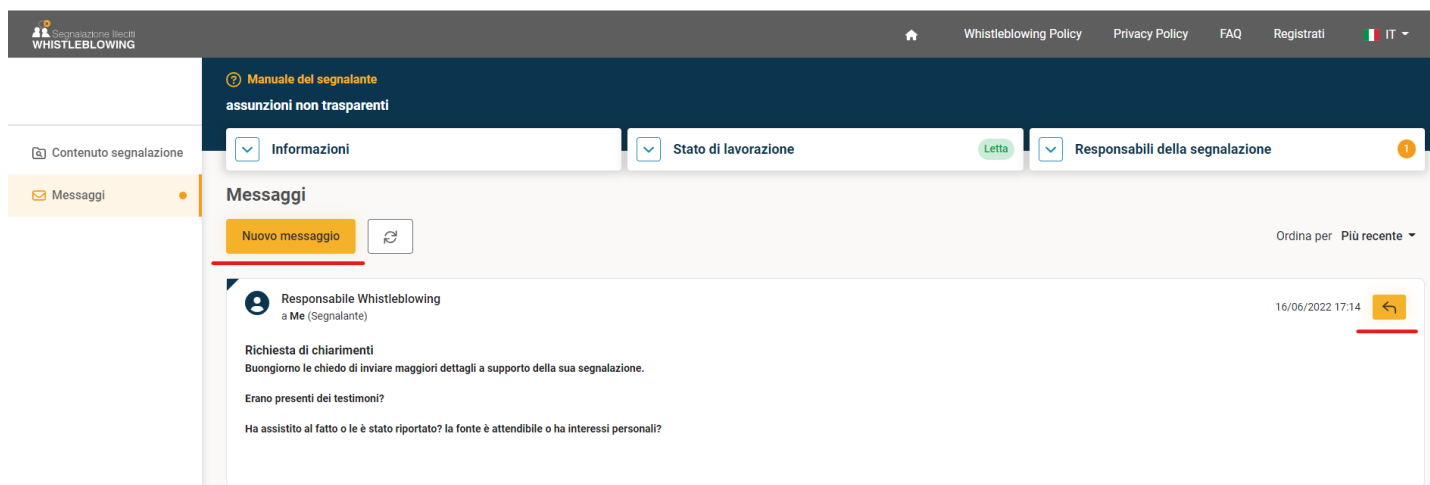 Segnalazione Illeciti
WHISTLEBLOWING
Whistleblowing Policy
Privacy Policy
FAQ
Registrati
IT
Manuale del segnalante
assunzioni non trasparenti
Contenuto segnalazione
Messaggi
Informazioni
Stato di lavorazione
Letta
Responsabili della segnalazione
1
Messaggi
Nuovo messaggio
Ordina per Più recente
Responsabile Whistleblowing
a Me (Segnalante)
16/06/2022 17:14
Richiesta di chiarimenti
Buongiorno le chiedo di inviare maggiori dettagli a supporto della sua segnalazione.
Erano presenti dei testimoni?
Ha assistito al fatto o le è stato riportato? la fonte è attendibile o ha interessi personali?